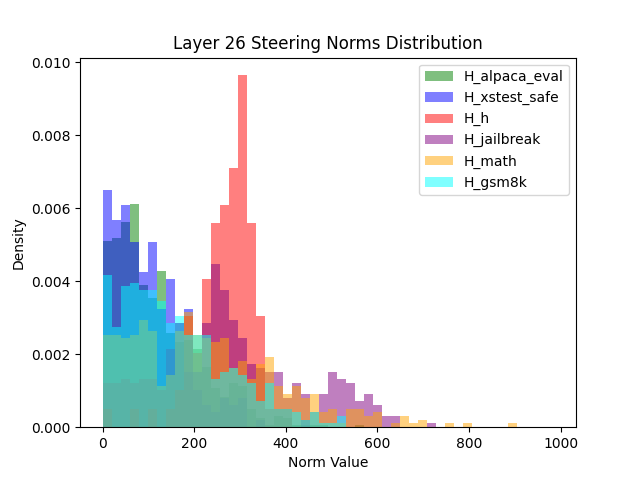 Layer 26 Steering Norms Distribution
0.010
0.008
0.006
0.004
0.002
0.000
Density
H_alpaca_eval
H_xstest_safe
H_h
H_jailbreak
H_math
H_gsm8k
0 200 400 600 800 1000
Norm Value